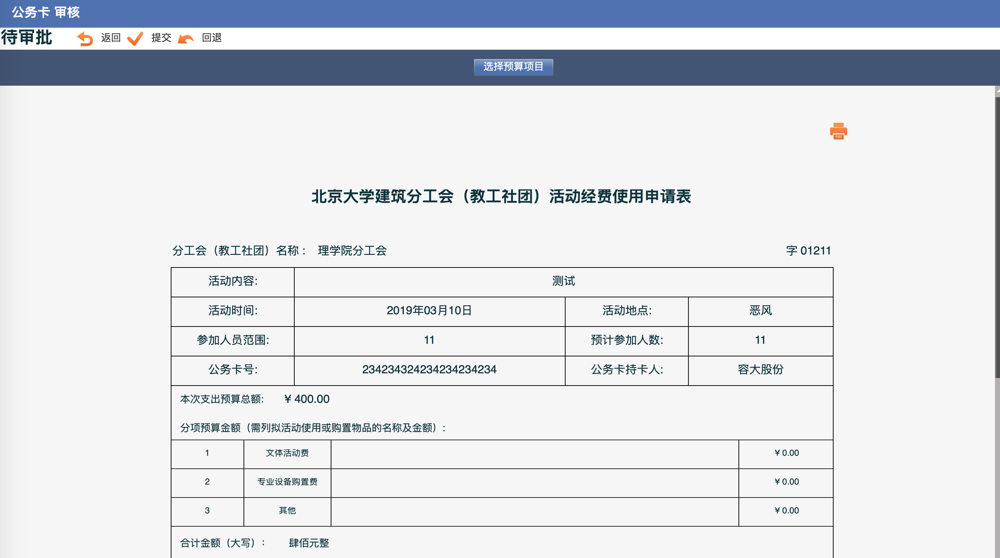 公务卡 审核
待审批 返回 提交 回退
选择预算项目
北京大学建筑分工会（教工社团）活动经费使用申请表
分工会（教工社团）名称： 理学院分工会 字 01211
活动内容: 测试
活动时间: 2019年03月10日 活动地点: 恶风
参加人员范围: 11 预计参加人数: 11
公务卡号: 234234324234234234234 公务卡持卡人: 容大股份
本次支出预算总额: ¥ 400.00
分项预算金额（需列拟活动使用或购置物品的名称及金额）:
1 文体活动费 ¥ 0.00
2 专业设备购置费 ¥ 0.00
3 其他 ¥ 0.00
合计金额（大写）: 肆佰元整